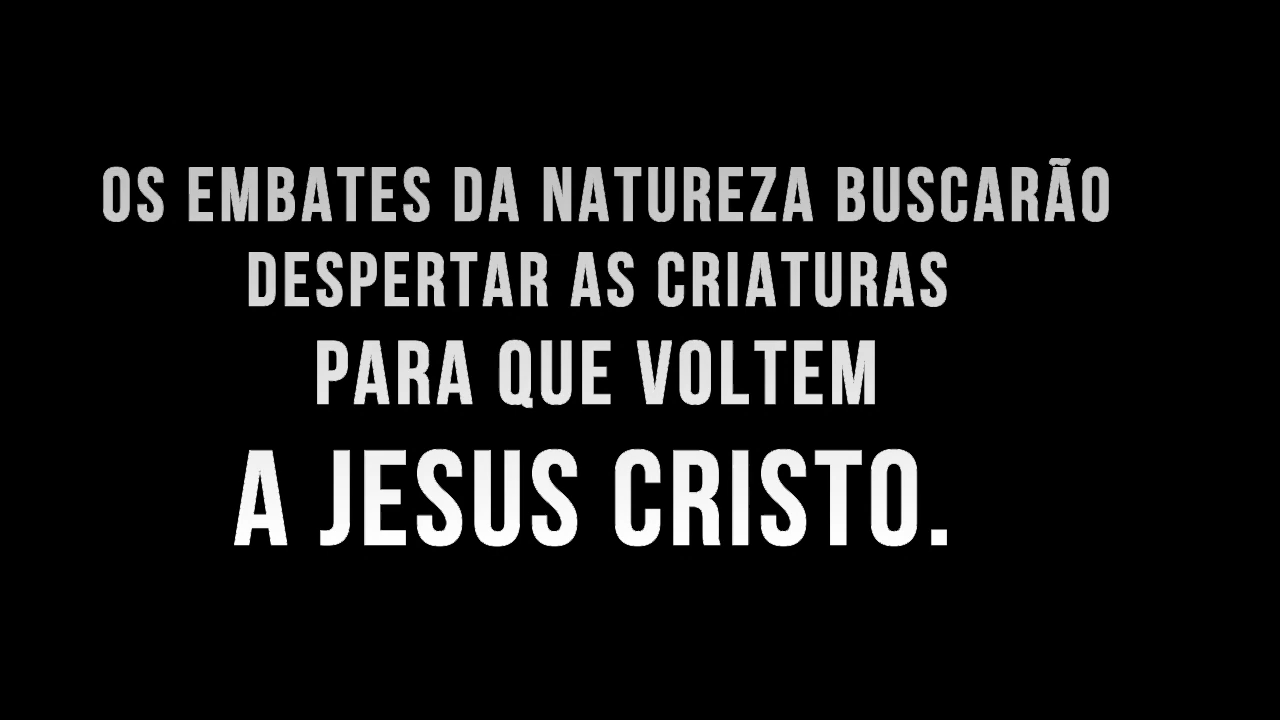 OS EMBATES DA NATUREZA BUSCARÃO
DESPERTAR AS CRIATURAS
PARA QUE VOLTEM
A JESUS CRISTO.